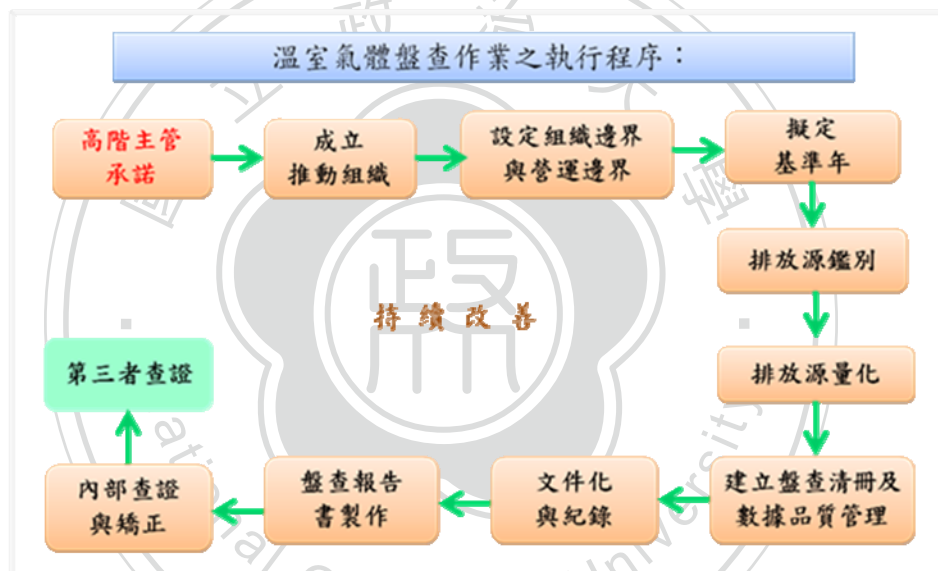 溫室氣體盤查作業之執行程序：
高階主管
承諾
成立
推動組織
設定組織邊界
與營運邊界
擬定
基準年
排放源鑑別
排放源量化
建立盤查清冊及
數據品質管理
文件化
與紀錄
盤查報告
書製作
內部查證
與矯正
第三者查證
持續改善
政